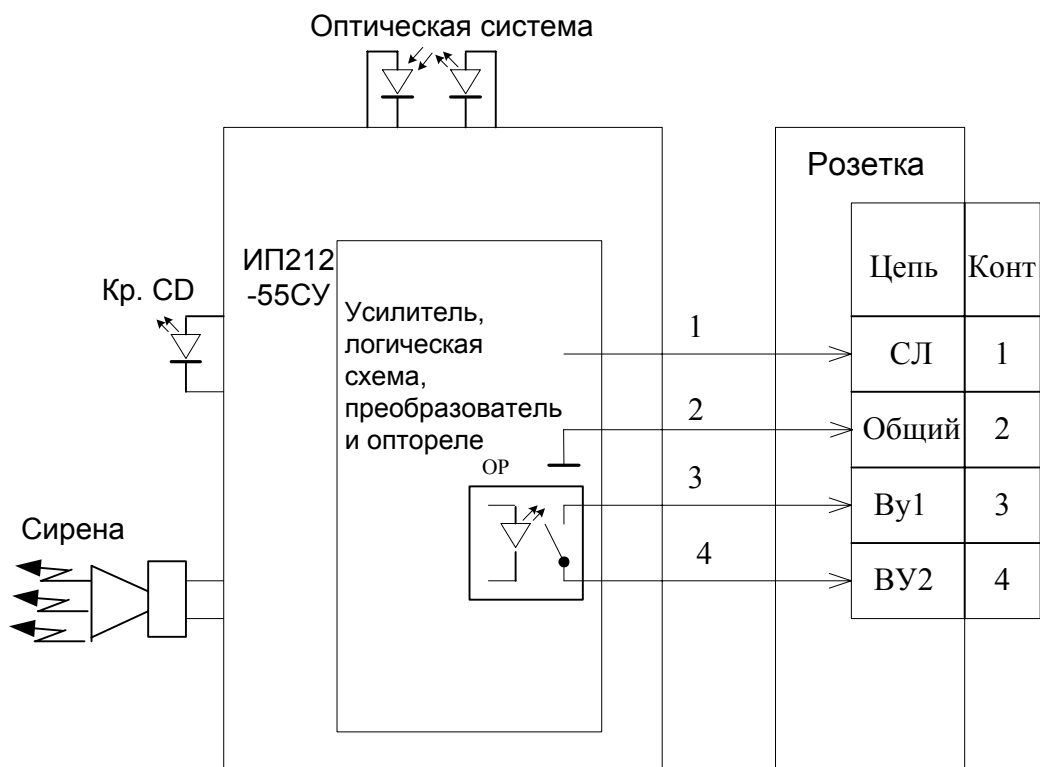 Оптическая система
Розетка
ИП212
-55СУ
Кр. CD
Усилитель,
логическая
схема,
преобразователь
и оптореле
ОР
Сирена
1
2
3
4
Цепь Конт
СЛ 1
Общий 2
Ву1 3
ВУ2 4